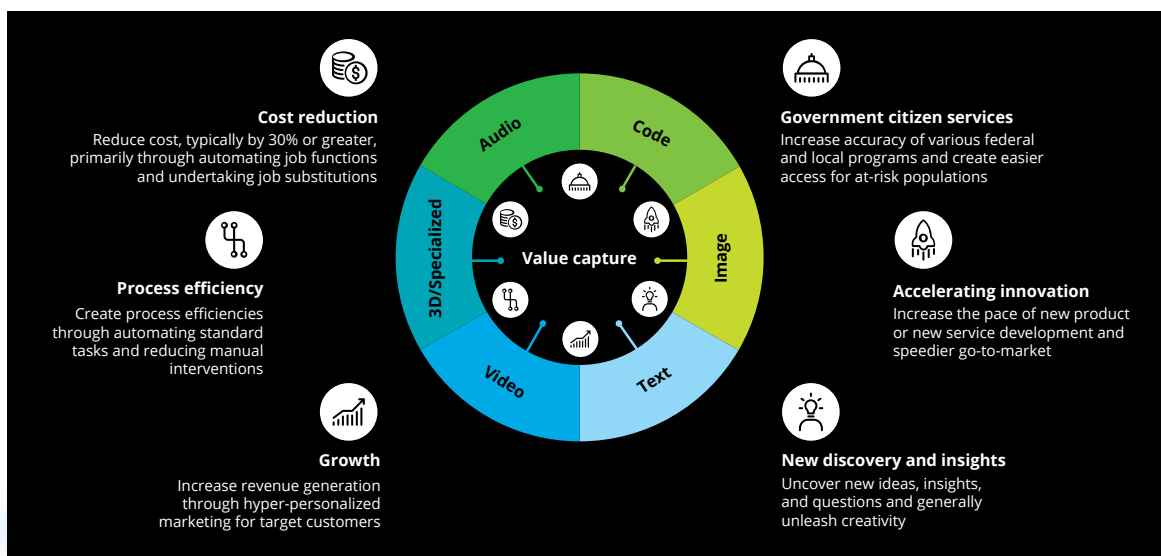 Cost reduction
Reduce cost, typically by 30% or greater,
primarily through automating job functions
and undertaking job substitutions
Process efficiency
Create process efficiencies
through automating standard
tasks and reducing manual
interventions
Growth
Increase revenue generation
through hyper-personalized
marketing for target customers
Audio
Code
3D/Specialized
Value capture
Image
Video
Text
Government citizen services
Increase accuracy of various federal
and local programs and create easier
access for at-risk populations
Accelerating innovation
Increase the pace of new product
or new service development and
speedier go-to-market
New discovery and insights
Uncover new ideas, insights,
and questions and generally
unleash creativity